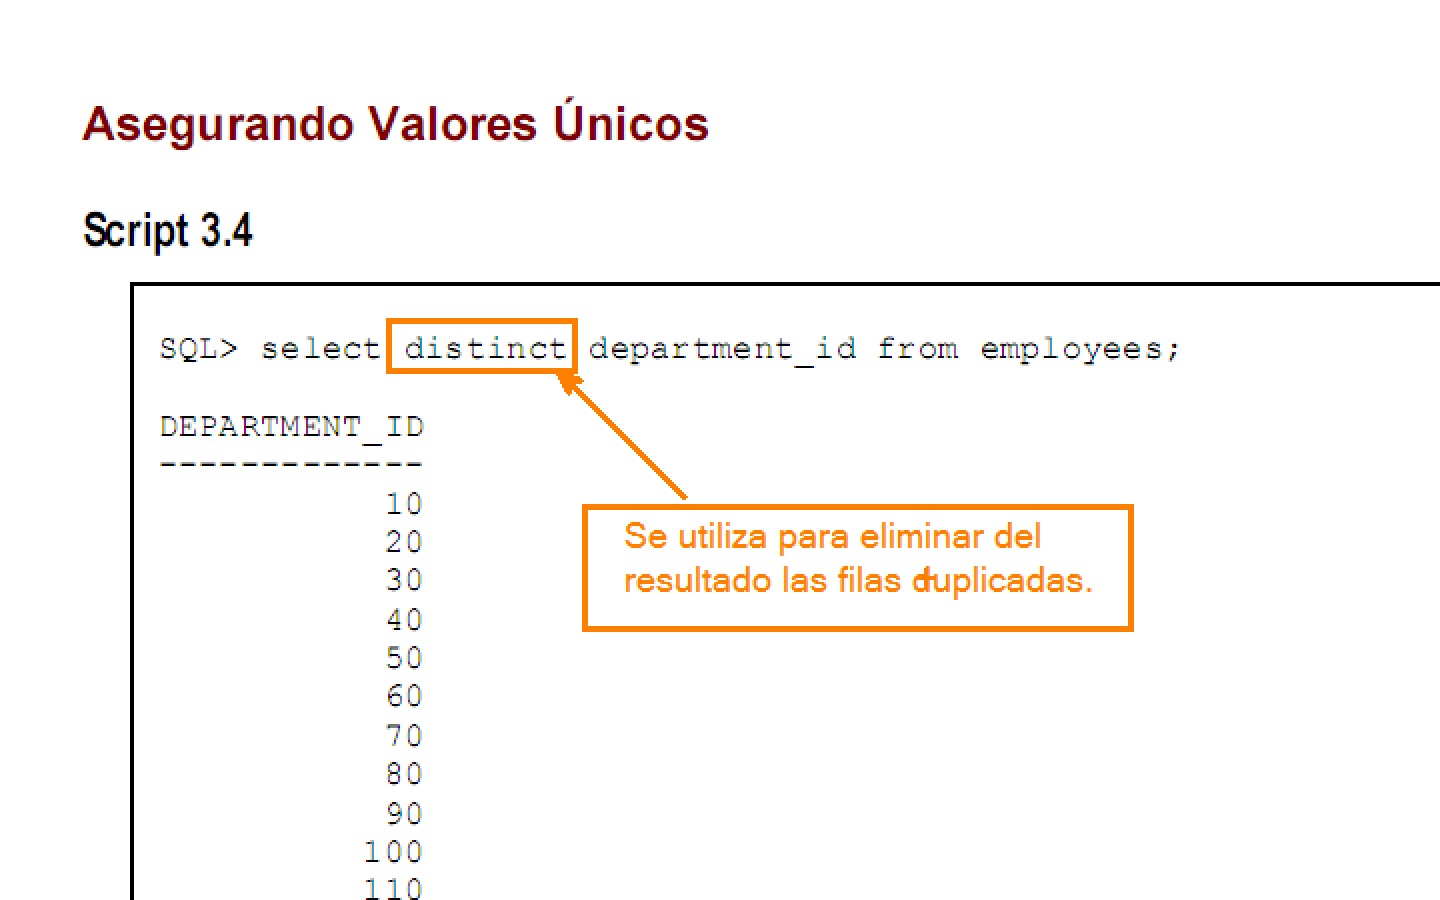 Asegurando Valores Únicos
Script 3.4
SQL> select distinct department_id from employees;
DEPARTMENT_ID
-------------
10
20
30
40
50
60
70
80
90
100
110
Se utiliza para eliminar del
resultado las filas duplicadas.